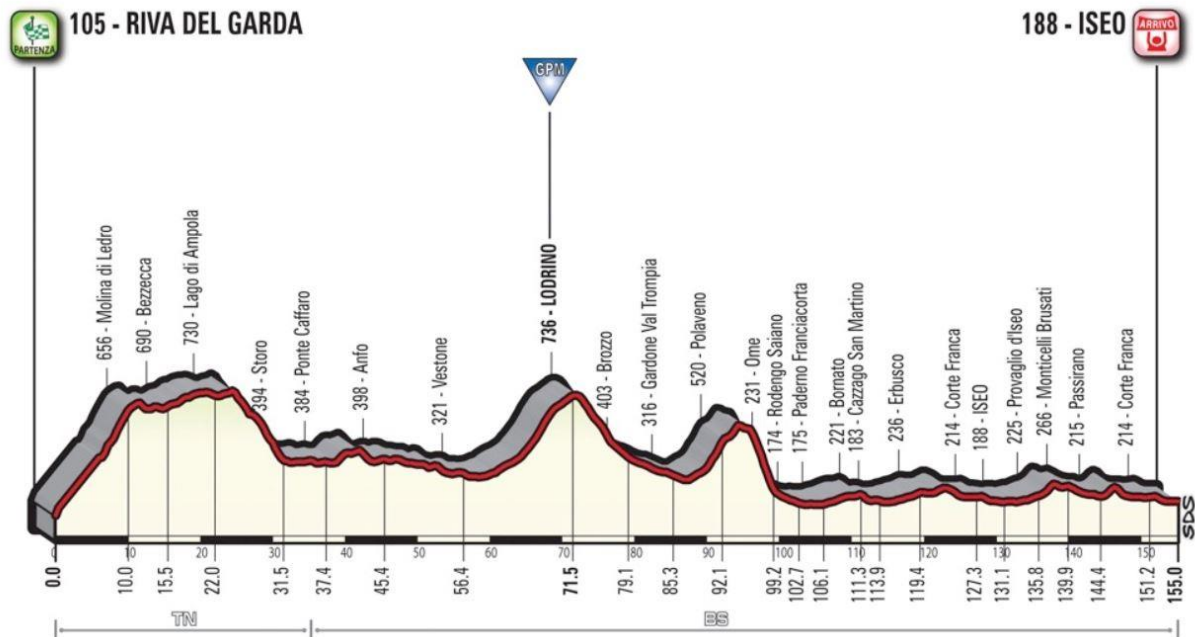 PARTENZA
105 - RIVA DEL GARDA
188 - ISEO
ARRIVO
GPM
656 - Molina di Ledro
690 - Bezzecca
730 - Lago di Ampola
394 - Storo
384 - Ponte Caffaro
398 - Anfo
321 - Vestone
736 - LODRINO
403 - Brozzo
316 - Gardone Val Trompia
520 - Polaveno
231 - Ome
174 - Rodengo Saiano
175 - Paderno Franciacorta
221 - Bornato
183 - Cazzago San Martino
236 - Erbusco
214 - Corte Franca
188 - ISEO
225 - Provaglio d'Iseo
266 - Monticelli Brusati
215 - Passirano
214 - Corte Franca
SDS
0 10 20 30 40 50 60 70 80 90 100 110 120 130 140 150
0.0 10.0 15.5 22.0 31.5 37.4 45.4 56.4 71.5 79.1 85.3 92.1 99.2 102.7 106.1 111.3 113.9 119.4 127.3 131.1 135.8 139.9 144.4 151.2 155.0
TN BS